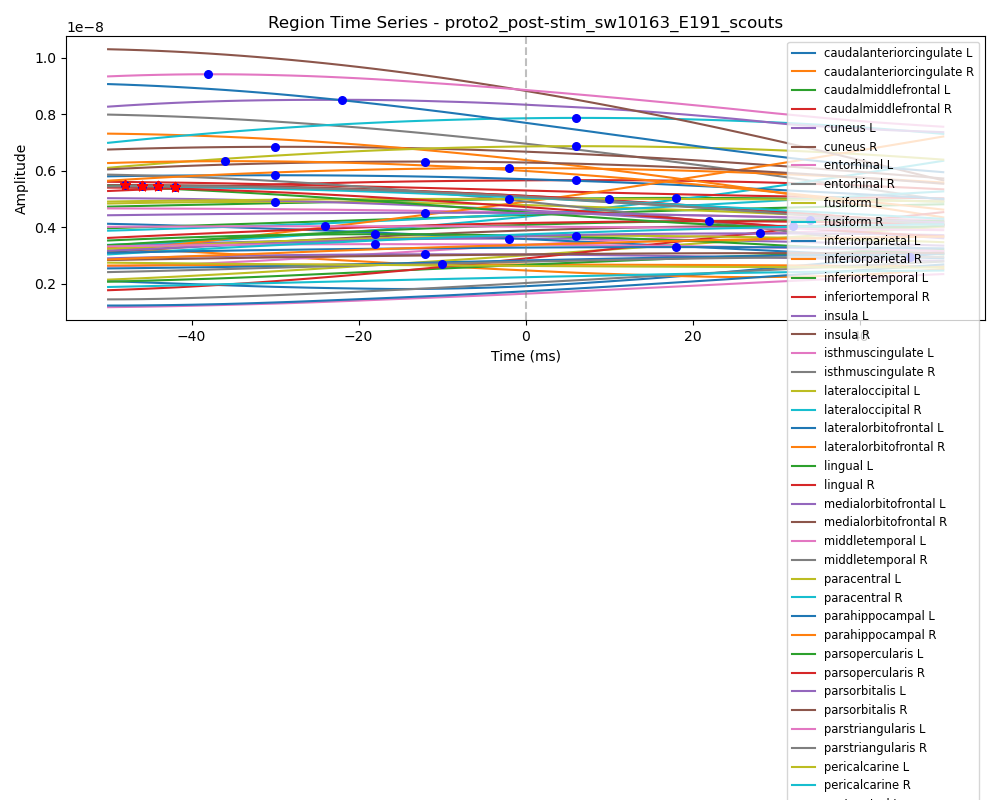 Region Time Series - proto2_post-stim_sw10163_E191_scouts
1e−8
1.0
0.8
0.6
0.4
0.2
Amplitude
−40
−20
0
20
Time (ms)
caudalanteriorcingulate L
caudalanteriorcingulate R
caudalmiddlefrontal L
caudalmiddlefrontal R
cuneus L
cuneus R
entorhinal L
entorhinal R
fusiform L
fusiform R
inferiorparietal L
inferiorparietal R
inferiortemporal L
inferiortemporal R
insula L
insula R
isthmuscingulate L
isthmuscingulate R
lateraloccipital L
lateraloccipital R
lateralorbitofrontal L
lateralorbitofrontal R
lingual L
lingual R
medialorbitofrontal L
medialorbitofrontal R
middletemporal L
middletemporal R
paracentral L
paracentral R
parahippocampal L
parahippocampal R
parsopercularis L
parsopercularis R
parsorbitalis L
parsorbitalis R
parstriangularis L
parstriangularis R
pericalcarine L
pericalcarine R